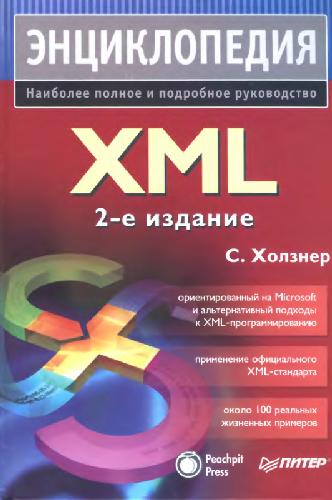 ЭНЦИКЛОПЕДИЯ
Наиболее полное и подробное руководство
XML
2-е издание
С. Холзнер
ориентированный на Microsoft
и альтернативный подходы
к XML-программированию
применение официального
XML-стандарта
около 100 реальных
жизненных примеров
Peachpit
Press
ПИТЕР